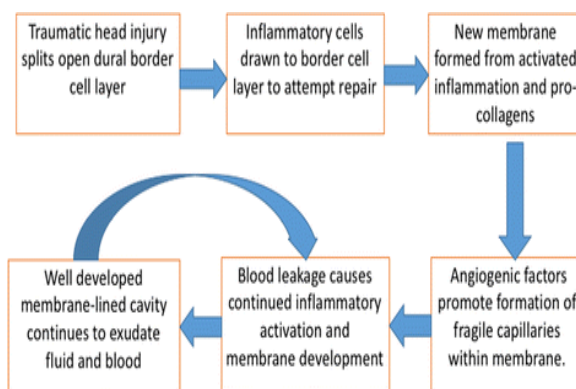 Traumatic head injury
splits open dural border
cell layer
Inflammatory cells
drawn to border cell
layer to attempt repair
New membrane
formed from activated
inflammation and pro-
collagens
Angiogenic factors
promote formation of
fragile capillaries
within membrane.
Blood leakage causes
continued inflammatory
activation and
membrane development
Well developed
membrane-lined cavity
continues to exudate
fluid and blood